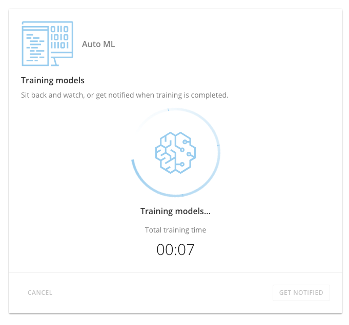 Auto ML
Training models
Sit back and watch, or get notified when training is completed.
Training models...
Total training time
00:07
CANCEL
GET NOTIFIED